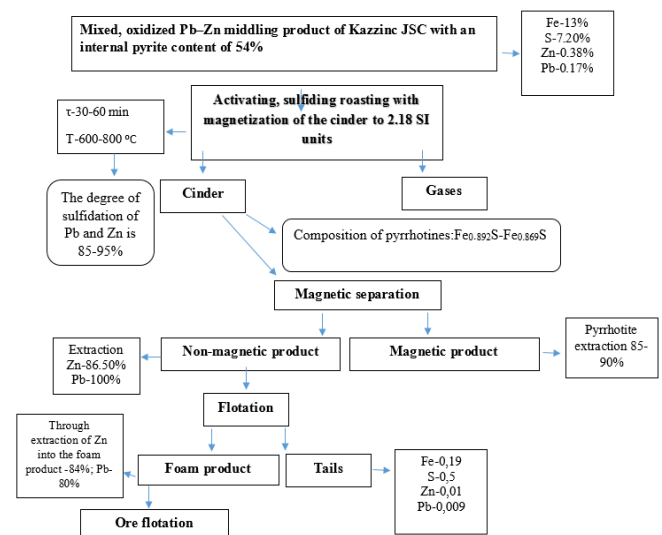 Mixed, oxidized Pb–Zn middling product of Kazzinc JSC with an
internal pyrite content of 54%
Fe-13%
S-7.20%
Zn-0.38%
Pb-0.17%
Activating, sulfiding roasting with
magnetization of the cinder to 2.18 SI
units
τ-30-60 min
T-600-800 ºC
The degree of
sulfidation of
Pb and Zn is
85-95%
Cinder
Gases
Composition of pyrrhotines:Fe0.892S-Fe0.869S
Magnetic separation
Extraction
Zn-86.50%
Pb-100%
Non-magnetic product
Magnetic product
Pyrrhotite
extraction 85-
90%
Flotation
Through
extraction of Zn
into the foam
product -84%; Pb-
80%
Foam product
Tails
Fe-0,19
S-0,5
Zn-0,01
Pb-0,009
Ore flotation